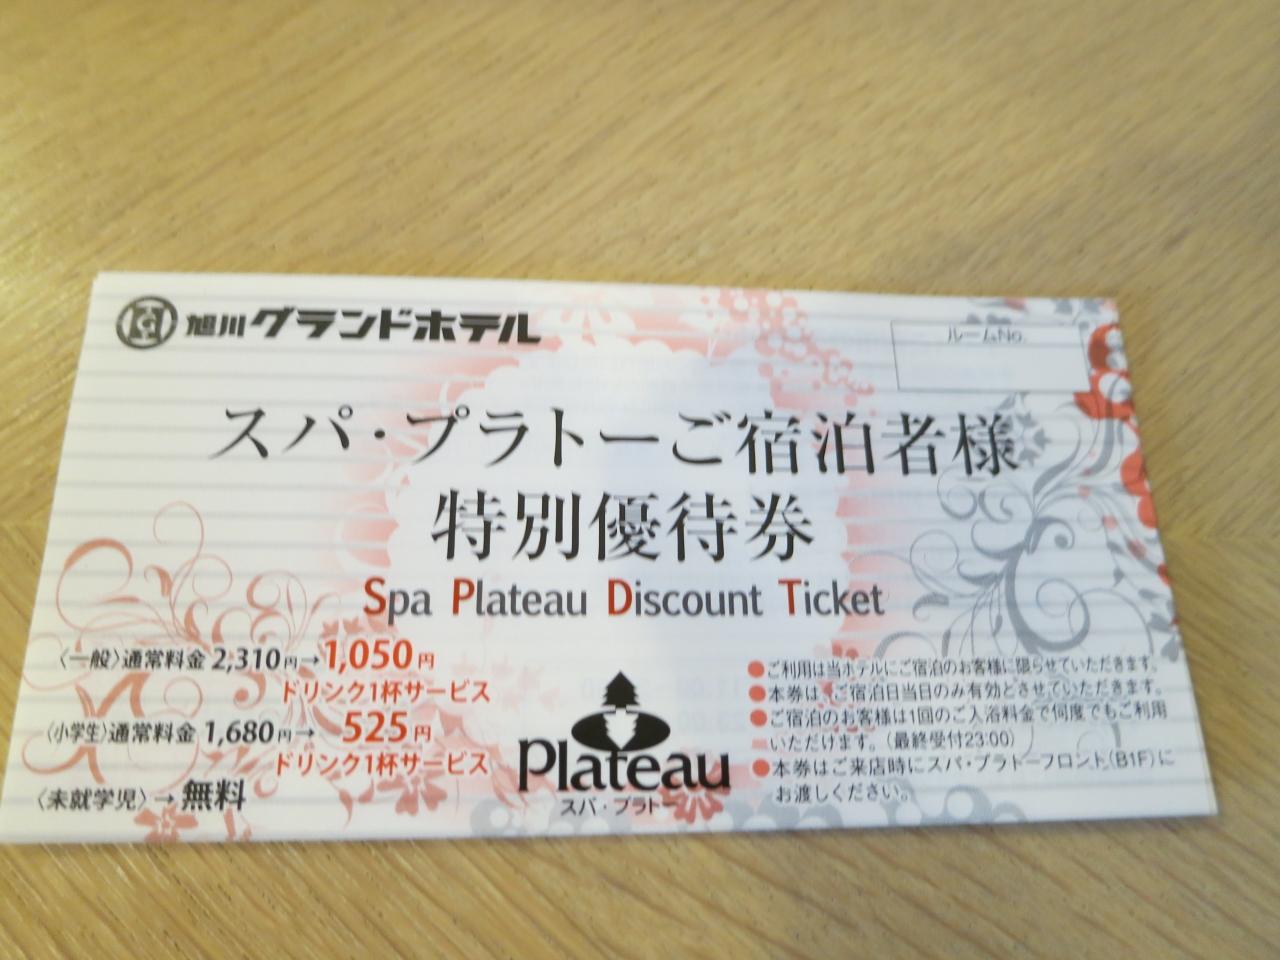 旭川グランドホテル
ルームNo.
スパ・プラトーご宿泊者様
特別優待券
Spa Plateau Discount Ticket
〈一般〉通常料金 2,310円→1,050円
ドリンク1杯サービス
〈小学生〉通常料金 1,680円→ 525円
ドリンク1杯サービス
〈未就学児〉→ 無料
Plateau
スパ・プラトー
●ご利用は当ホテルにご宿泊のお客様に限らせていただきます。
●本券は、ご宿泊日当日のみ有効とさせていただきます。
●ご宿泊のお客様は1回のご入浴料金で何度でもご利用
いただけます。（最終受付23:00）
●本券はご来店時にスパ・プラトーフロント（B1F）に
お渡しください。